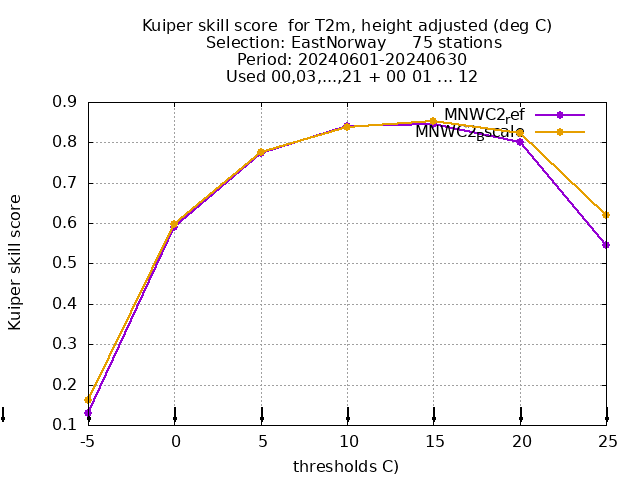 Kuiper skill score  for T2m, height adjusted (deg C)
Selection: EastNorway     75 stations
Period: 20240601-20240630
Used 00,03,...,21 + 00 01 ... 12
MNWC2ref
MNWC2Bscale
0.9
0.8
0.7
0.6
0.5
0.4
0.3
0.2
0.1
Kuiper skill score
-5 0 5 10 15 20 25
thresholds C)